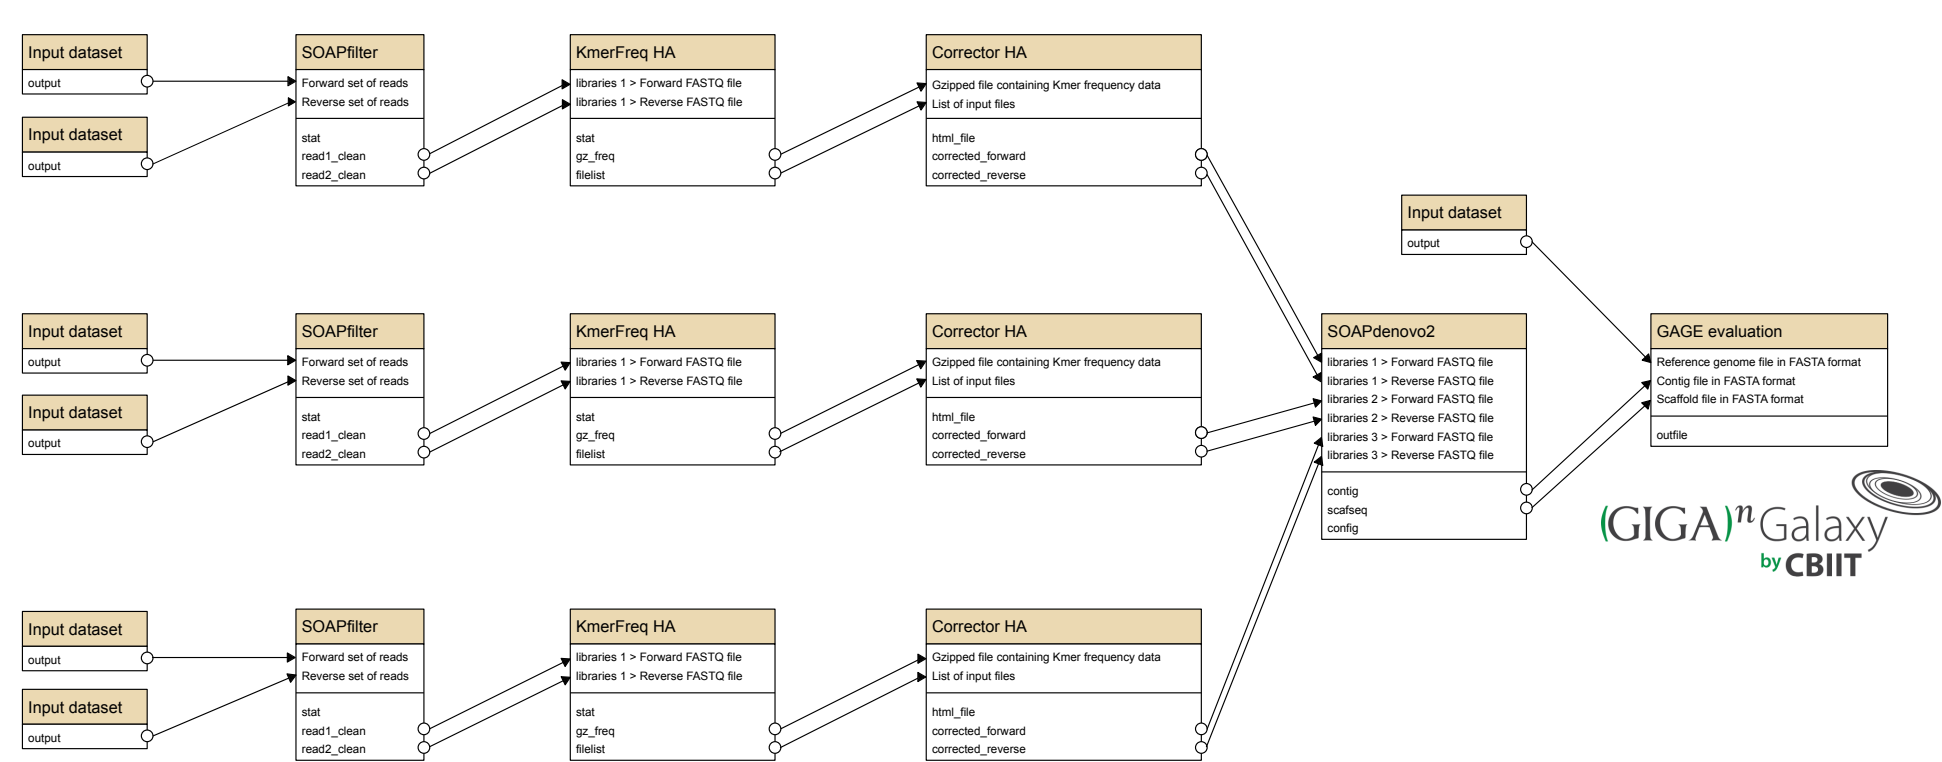 Input dataset
output
Input dataset
output
SOAPfilter
Forward set of reads
Reverse set of reads
stat
read1_clean
read2_clean
KmerFreq HA
libraries 1 > Forward FASTQ file
libraries 1 > Reverse FASTQ file
stat
gz_freq
filelist
Corrector HA
Gzipped file containing Kmer frequency data
List of input files
html_file
corrected_forward
corrected_reverse
Input dataset
output
Input dataset
output
Input dataset
output
SOAPfilter
Forward set of reads
Reverse set of reads
stat
read1_clean
read2_clean
KmerFreq HA
libraries 1 > Forward FASTQ file
libraries 1 > Reverse FASTQ file
stat
gz_freq
filelist
Corrector HA
Gzipped file containing Kmer frequency data
List of input files
html_file
corrected_forward
corrected_reverse
SOAPdenovo2
libraries 1 > Forward FASTQ file
libraries 1 > Reverse FASTQ file
libraries 2 > Forward FASTQ file
libraries 2 > Reverse FASTQ file
libraries 3 > Forward FASTQ file
libraries 3 > Reverse FASTQ file
contig
scafseq
config
GAGE evaluation
Reference genome file in FASTA format
Contig file in FASTA format
Scaffold file in FASTA format
outfile
(GIGA)n Galaxy
by CBIIT
Input dataset
output
Input dataset
output
SOAPfilter
Forward set of reads
Reverse set of reads
stat
read1_clean
read2_clean
KmerFreq HA
libraries 1 > Forward FASTQ file
libraries 1 > Reverse FASTQ file
stat
gz_freq
filelist
Corrector HA
Gzipped file containing Kmer frequency data
List of input files
html_file
corrected_forward
corrected_reverse